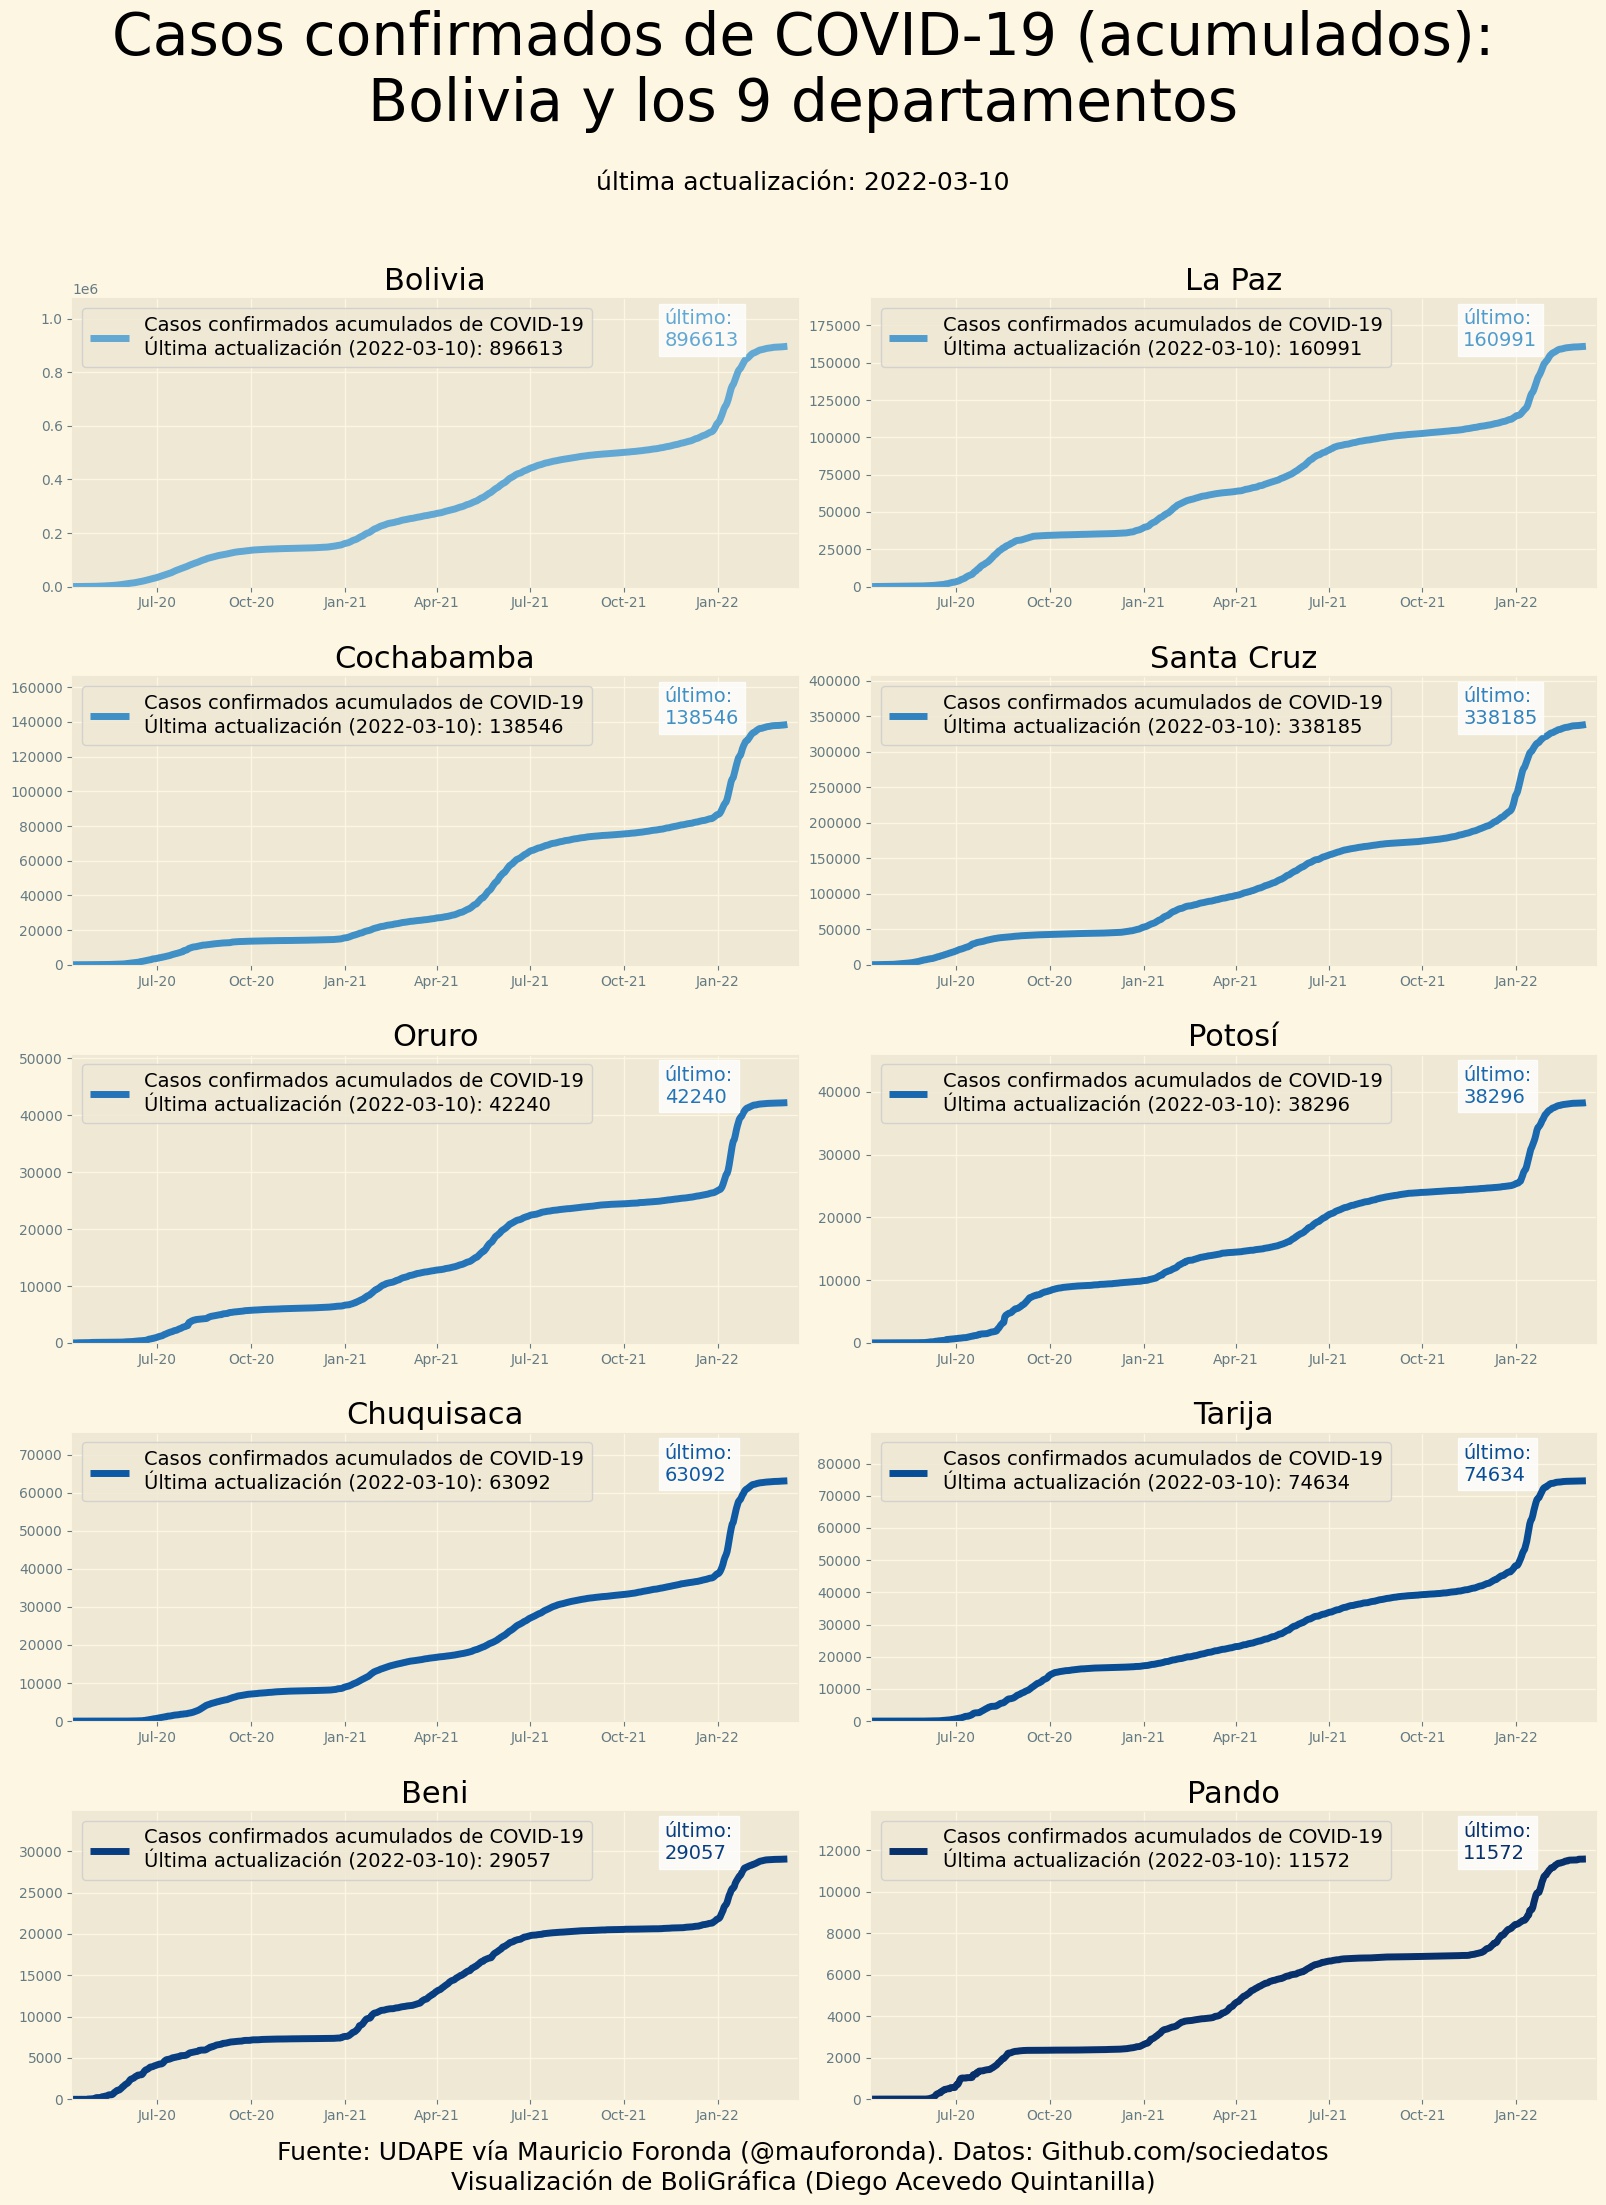 Casos confirmados de COVID-19 (acumulados):
Bolivia y los 9 departamentos
última actualización: 2022-03-10
Bolivia
1e6
Casos confirmados acumulados de COVID-19
Última actualización (2022-03-10): 896613
último:
896613
1.0
0.8
0.6
0.4
0.2
0.0
Jul-20 Oct-20 Jan-21 Apr-21 Jul-21 Oct-21 Jan-22
La Paz
Casos confirmados acumulados de COVID-19
Última actualización (2022-03-10): 160991
último:
160991
175000
150000
125000
100000
75000
50000
25000
0
Jul-20 Oct-20 Jan-21 Apr-21 Jul-21 Oct-21 Jan-22
Cochabamba
Casos confirmados acumulados de COVID-19
Última actualización (2022-03-10): 138546
último:
138546
160000
140000
120000
100000
80000
60000
40000
20000
0
Jul-20 Oct-20 Jan-21 Apr-21 Jul-21 Oct-21 Jan-22
Santa Cruz
Casos confirmados acumulados de COVID-19
Última actualización (2022-03-10): 338185
último:
338185
400000
350000
300000
250000
200000
150000
100000
50000
0
Jul-20 Oct-20 Jan-21 Apr-21 Jul-21 Oct-21 Jan-22
Oruro
Casos confirmados acumulados de COVID-19
Última actualización (2022-03-10): 42240
último:
42240
50000
40000
30000
20000
10000
0
Jul-20 Oct-20 Jan-21 Apr-21 Jul-21 Oct-21 Jan-22
Potosí
Casos confirmados acumulados de COVID-19
Última actualización (2022-03-10): 38296
último:
38296
40000
30000
20000
10000
0
Jul-20 Oct-20 Jan-21 Apr-21 Jul-21 Oct-21 Jan-22
Chuquisaca
Casos confirmados acumulados de COVID-19
Última actualización (2022-03-10): 63092
último:
63092
70000
60000
50000
40000
30000
20000
10000
0
Jul-20 Oct-20 Jan-21 Apr-21 Jul-21 Oct-21 Jan-22
Tarija
Casos confirmados acumulados de COVID-19
Última actualización (2022-03-10): 74634
último:
74634
80000
70000
60000
50000
40000
30000
20000
10000
0
Jul-20 Oct-20 Jan-21 Apr-21 Jul-21 Oct-21 Jan-22
Beni
Casos confirmados acumulados de COVID-19
Última actualización (2022-03-10): 29057
último:
29057
30000
25000
20000
15000
10000
5000
0
Jul-20 Oct-20 Jan-21 Apr-21 Jul-21 Oct-21 Jan-22
Pando
Casos confirmados acumulados de COVID-19
Última actualización (2022-03-10): 11572
último:
11572
12000
10000
8000
6000
4000
2000
0
Jul-20 Oct-20 Jan-21 Apr-21 Jul-21 Oct-21 Jan-22
Fuente: UDAPE vía Mauricio Foronda (@mauforonda). Datos: Github.com/sociedatos
Visualización de BoliGráfica (Diego Acevedo Quintanilla)